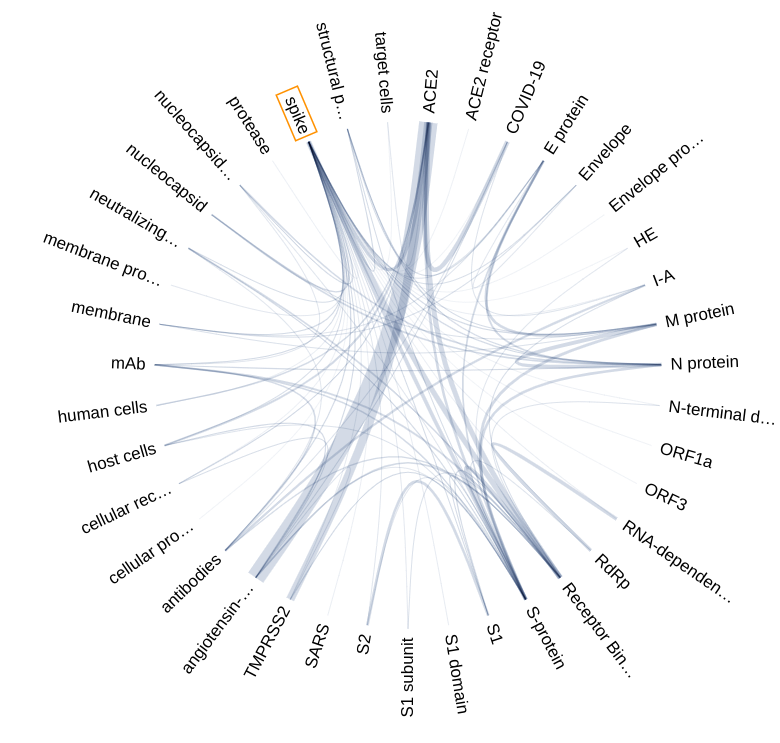 spike
structural p…
target cells
ACE2
ACE2 receptor
COVID-19
E protein
Envelope
Envelope pro…
HE
I-A
M protein
N protein
N-terminal d…
ORF1a
ORF3
RNA-dependen…
RdRp
Receptor Bin…
S-protein
S1
S1 domain
S1 subunit
S2
SARS
TMPRSS2
angiotensin-…
antibodies
cellular pro…
cellular rec…
host cells
human cells
mAb
membrane
membrane pro…
neutralizing…
nucleocapsid
nucleocapsid…
protease